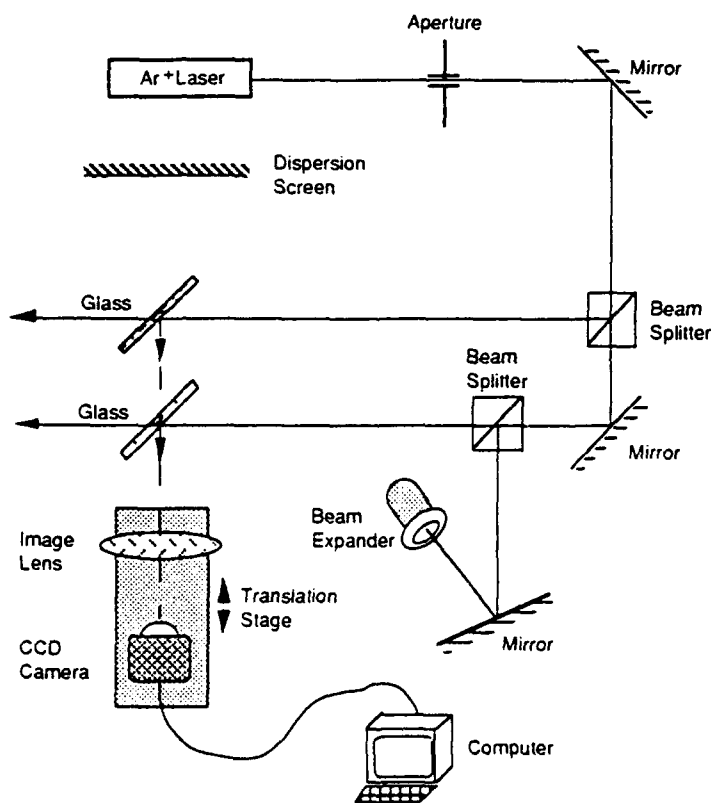 Aperture
Mirror
Ar+Laser
Dispersion
Screen
Glass
Beam
Splitter
Beam
Splitter
Glass
Mirror
Beam
Expander
Image
Lens
Translation
Stage
Mirror
CCD
Camera
Computer